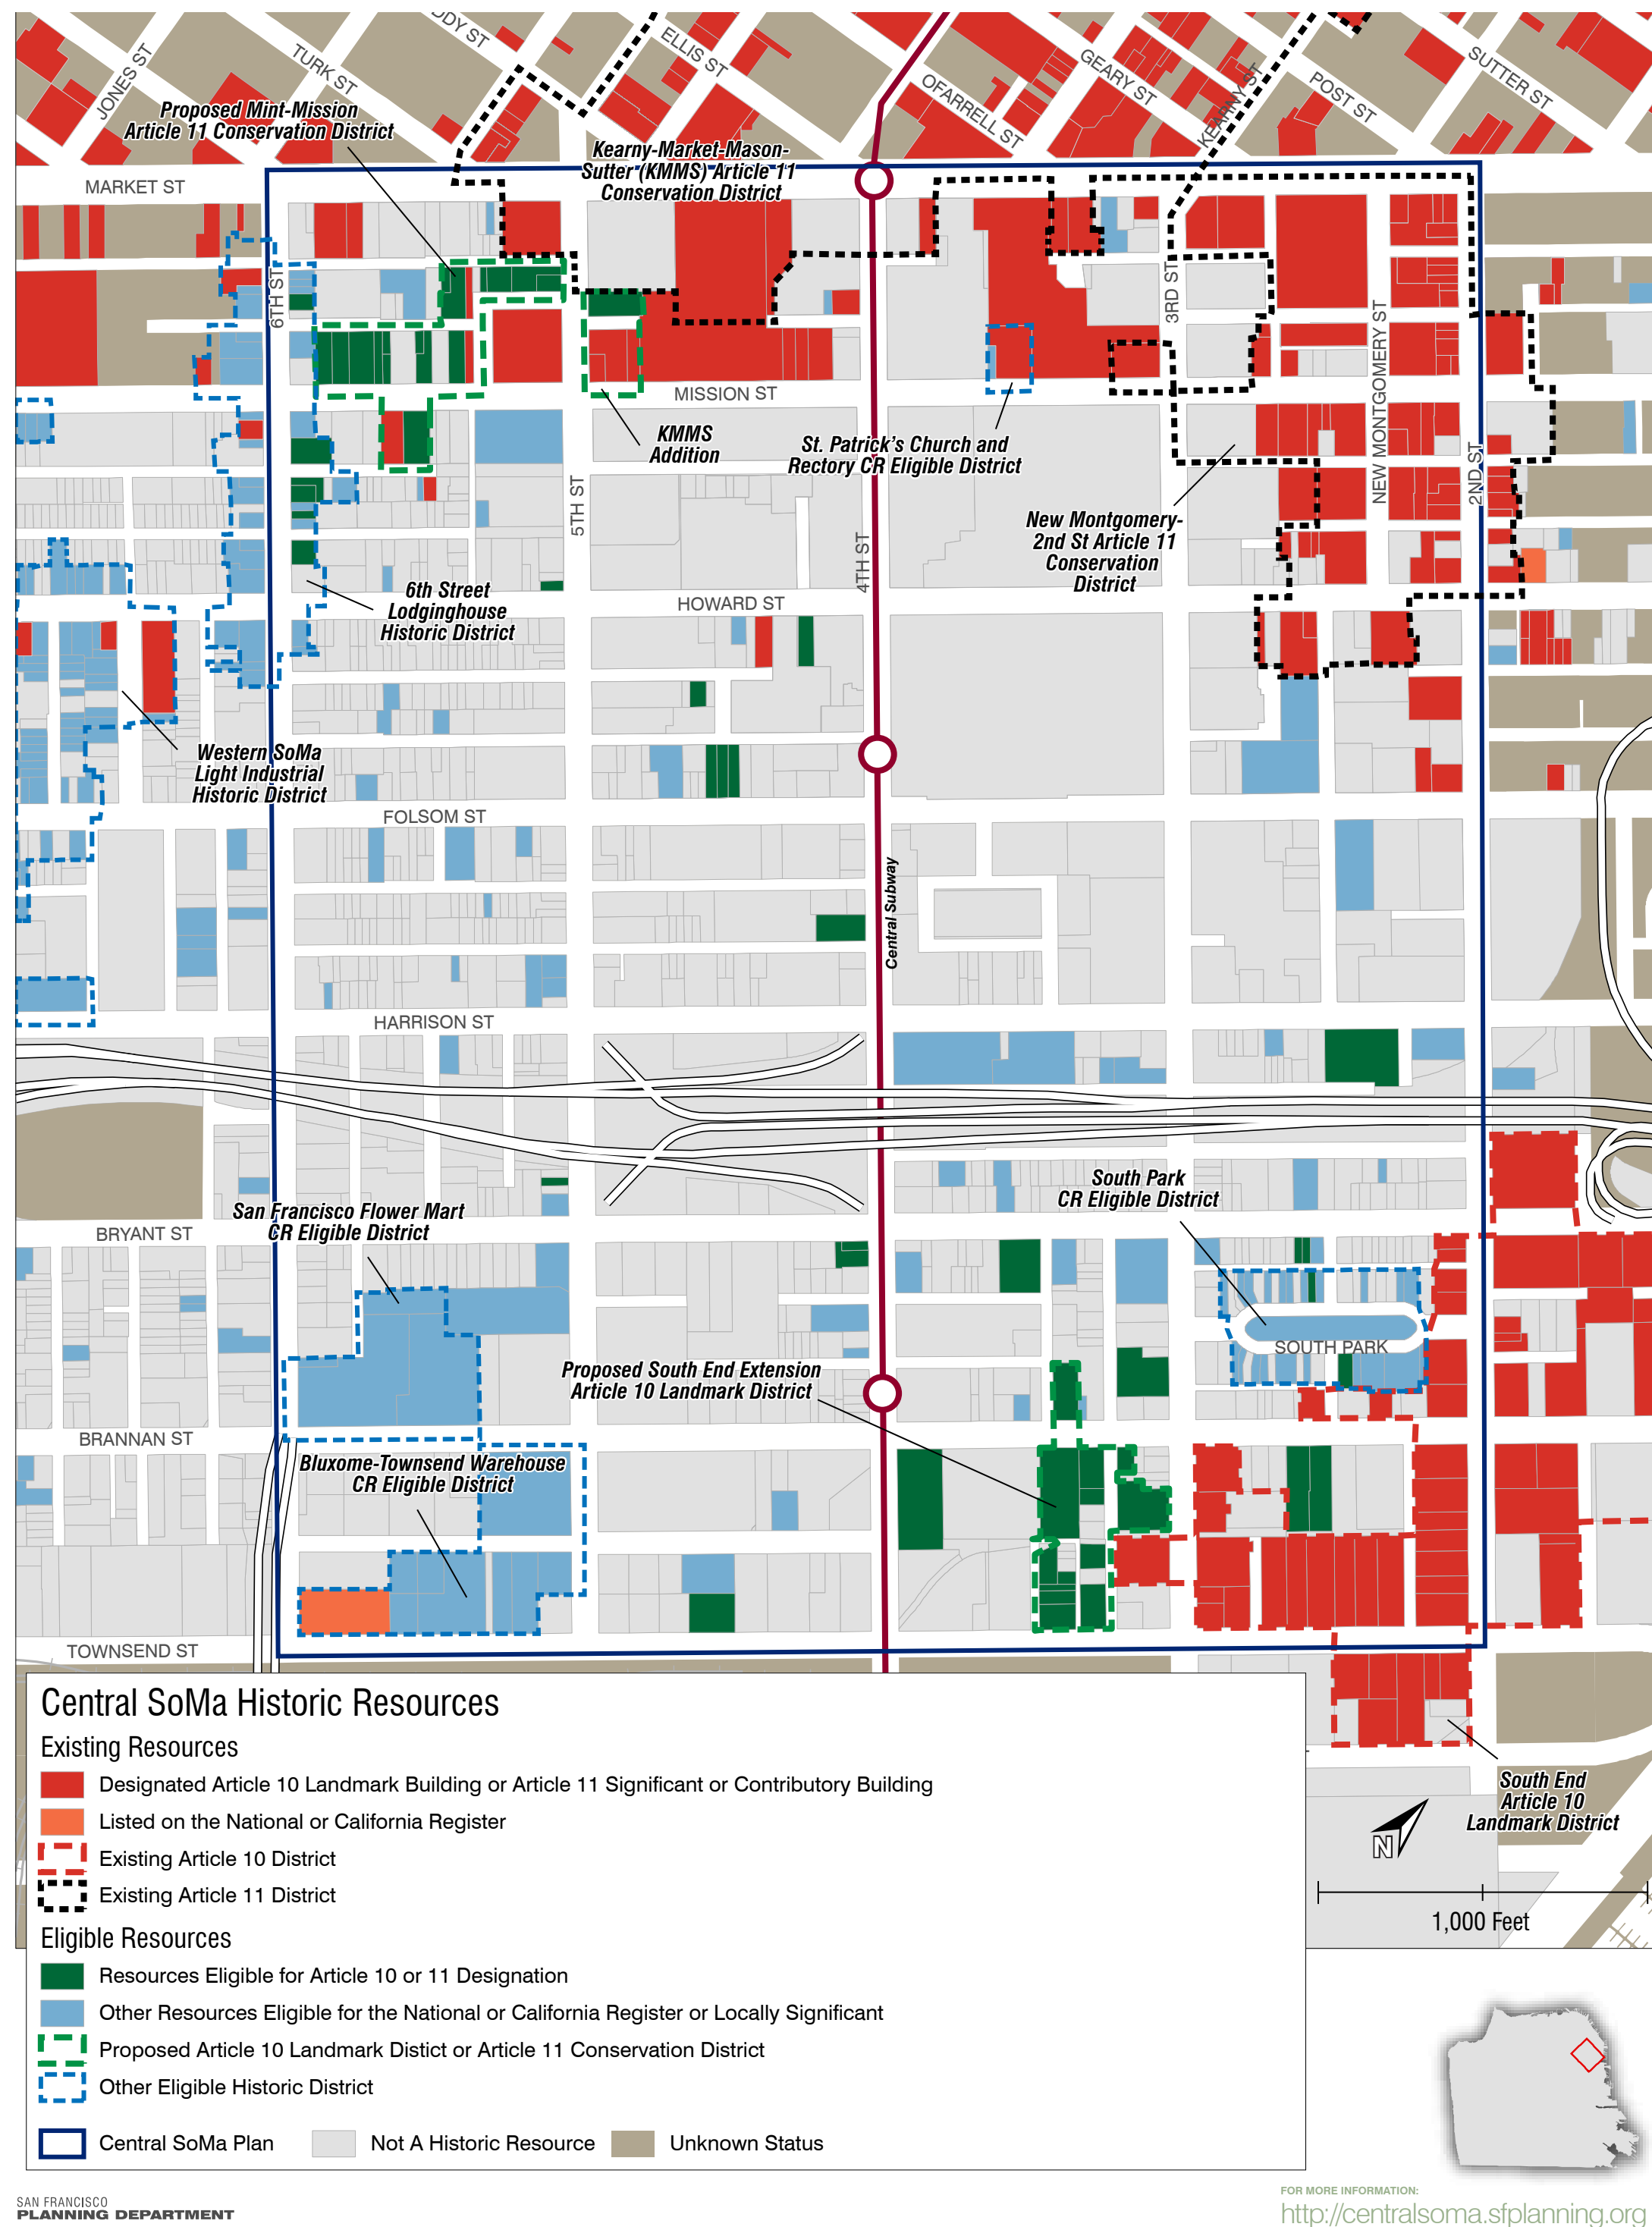 DDY ST
ELLIS ST
JONES ST
TURK ST
OFARRELL ST
GEARY ST
KEARNY ST
POST ST
SUTTER ST
Proposed Mint-Mission
Article 11 Conservation District
Kearny-Market-Mason-
Sutter (KMMS) Article 11
Conservation District
MARKET ST
6TH ST
3RD ST
NEW MONTGOMERY ST
MISSION ST
KMMS
Addition
St. Patrick's Church and
Rectory CR Eligible District
2ND ST
5TH ST
4TH ST
New Montgomery-
2nd St Article 11
Conservation
District
6th Street
Lodginghouse
Historic District
HOWARD ST
Western SoMa
Light Industrial
Historic District
FOLSOM ST
Central Subway
HARRISON ST
South Park
CR Eligible District
San Francisco Flower Mart
CR Eligible District
BRYANT ST
SOUTH PARK
Proposed South End Extension
Article 10 Landmark District
BRANNAN ST
Bluxome-Townsend Warehouse
CR Eligible District
TOWNSEND ST
South End
Article 10
Landmark District
N
1,000 Feet
Central SoMa Historic Resources
Existing Resources
Designated Article 10 Landmark Building or Article 11 Significant or Contributory Building
Listed on the National or California Register
Existing Article 10 District
Existing Article 11 District
Eligible Resources
Resources Eligible for Article 10 or 11 Designation
Other Resources Eligible for the National or California Register or Locally Significant
Proposed Article 10 Landmark Distict or Article 11 Conservation District
Other Eligible Historic District
Central SoMa Plan
Not A Historic Resource
Unknown Status
SAN FRANCISCO
PLANNING DEPARTMENT
FOR MORE INFORMATION:
http://centralsoma.sfplanning.org